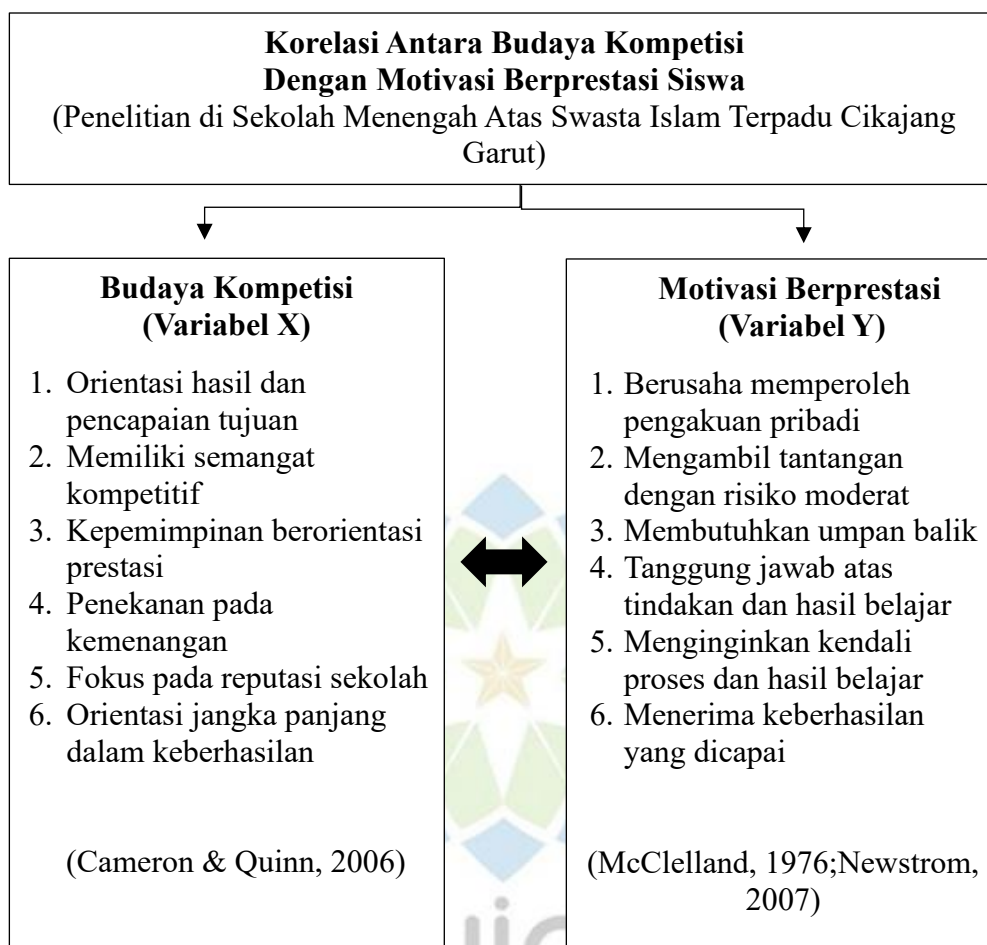 Korelasi Antara Budaya Kompetisi
Dengan Motivasi Berprestasi Siswa
(Penelitian di Sekolah Menengah Atas Swasta Islam Terpadu Cikajang
Garut)
Budaya Kompetisi
(Variabel X)
1. Orientasi hasil dan
pencapaian tujuan
2. Memiliki semangat
kompetitif
3. Kepemimpinan berorientasi
prestasi
4. Penekanan pada
kemenangan
5. Fokus pada reputasi sekolah
6. Orientasi jangka panjang
dalam keberhasilan
(Cameron & Quinn, 2006)
Motivasi Berprestasi
(Variabel Y)
1. Berusaha memperoleh
pengakuan pribadi
2. Mengambil tantangan
dengan risiko moderat
3. Membutuhkan umpan balik
4. Tanggung jawab atas
tindakan dan hasil belajar
5. Menginginkan kendali
proses dan hasil belajar
6. Menerima keberhasilan
yang dicapai
(McClelland, 1976;Newstrom,
2007)